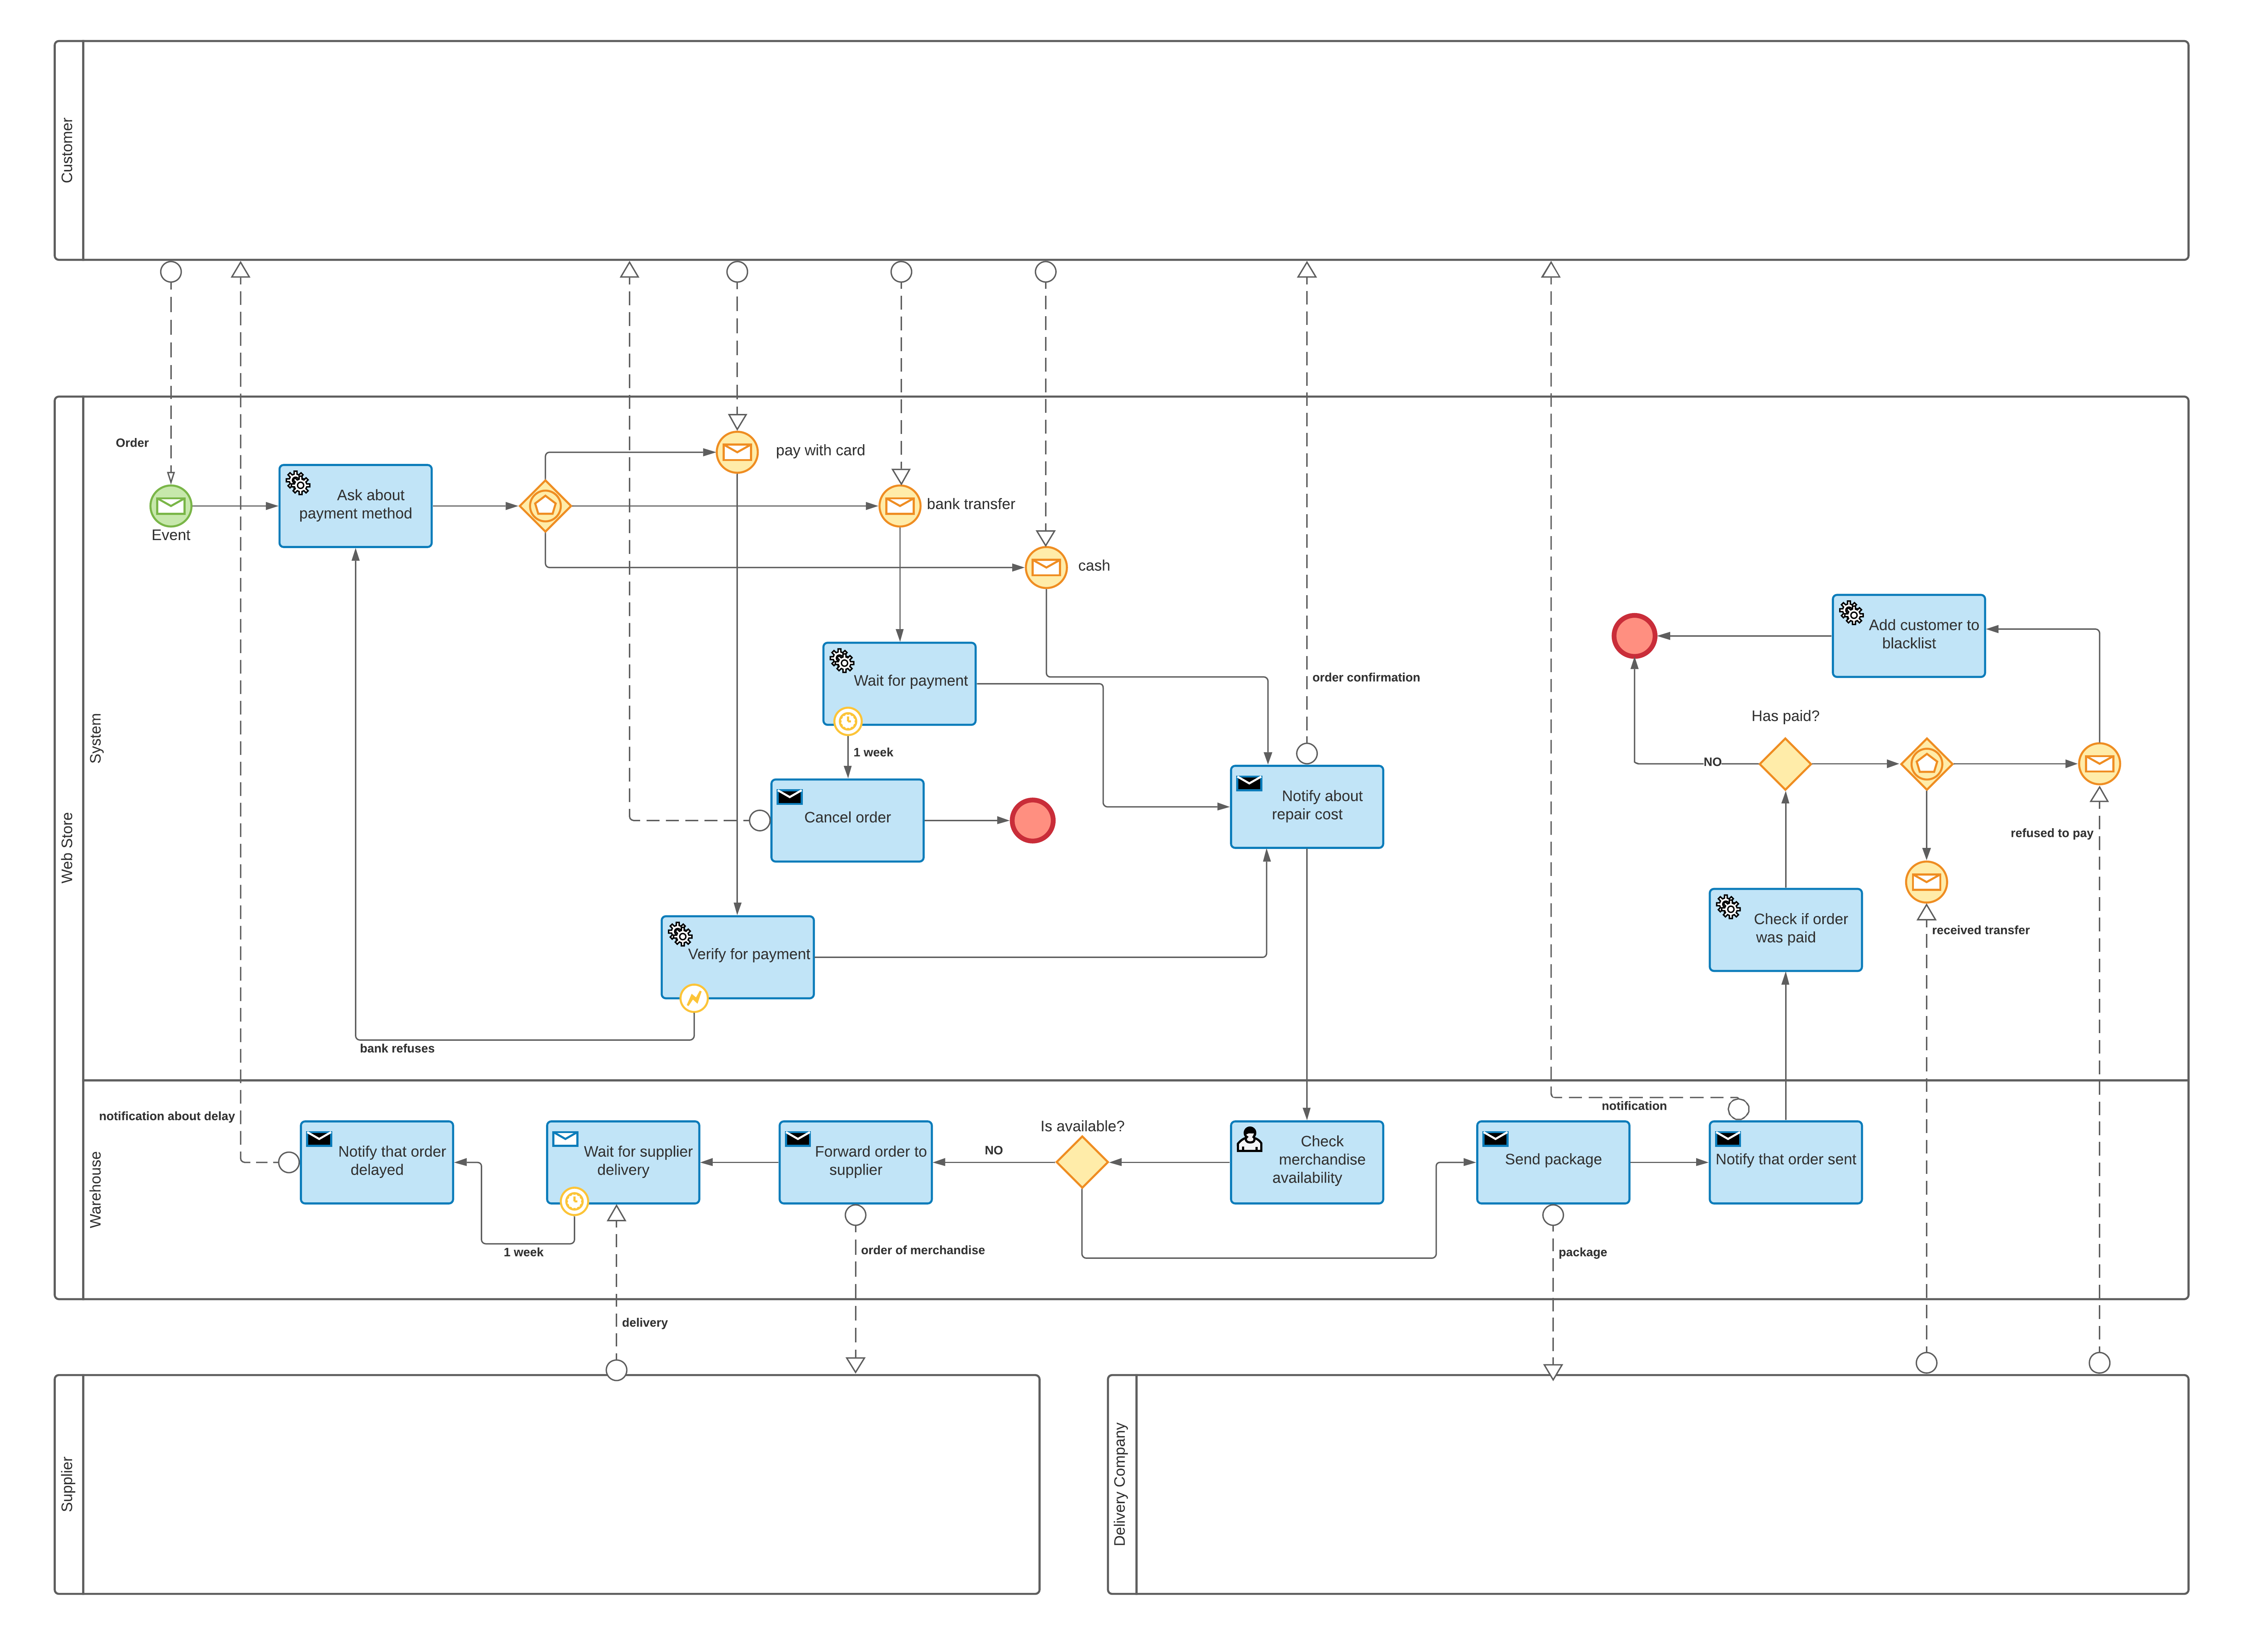 Customer
Order
Event
Ask about
payment method
pay with card
bank transfer
cash
Wait for payment
1 week
Cancel order
order confirmation
Notify about
repair cost
Verify for payment
bank refuses
Add customer to
blacklist
Has paid?
NO
refused to pay
Check if order
was paid
received transfer
System
Web Store
Warehouse
notification about delay
Notify that order
delayed
1 week
Wait for supplier
delivery
Forward order to
supplier
NO
Is available?
Check
merchandise
availability
notification
Send package
Notify that order sent
order of merchandise
package
delivery
Supplier
Delivery Company